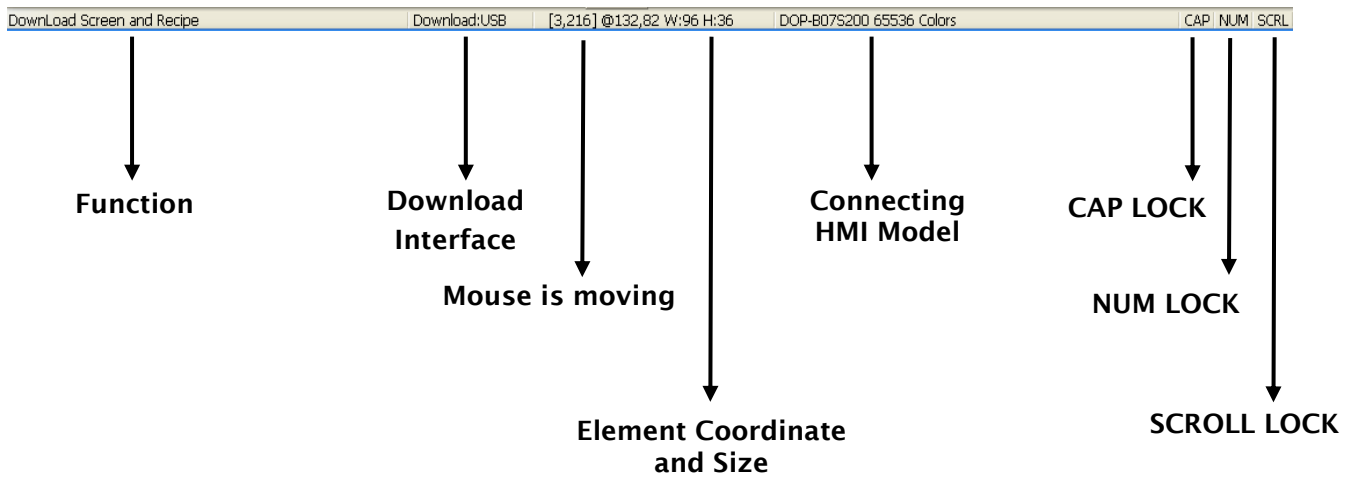 DownLoad Screen and Recipe Download:USB [3,216] @132,82 W:96 H:36 DOP-B07S200 65536 Colors CAP NUM SCRL
Function
Download
Interface
Connecting
HMI Model
CAP LOCK
Mouse is moving
NUM LOCK
Element Coordinate
and Size
SCROLL LOCK